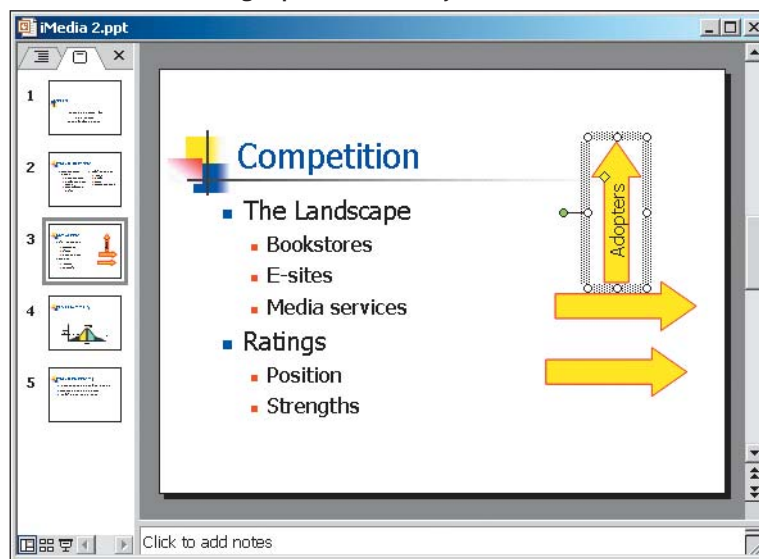 iMedia 2.ppt
1
2
3
4
5
Competition
The Landscape
Bookstores
E-sites
Media services
Ratings
Position
Strengths
Adopters
Click to add notes